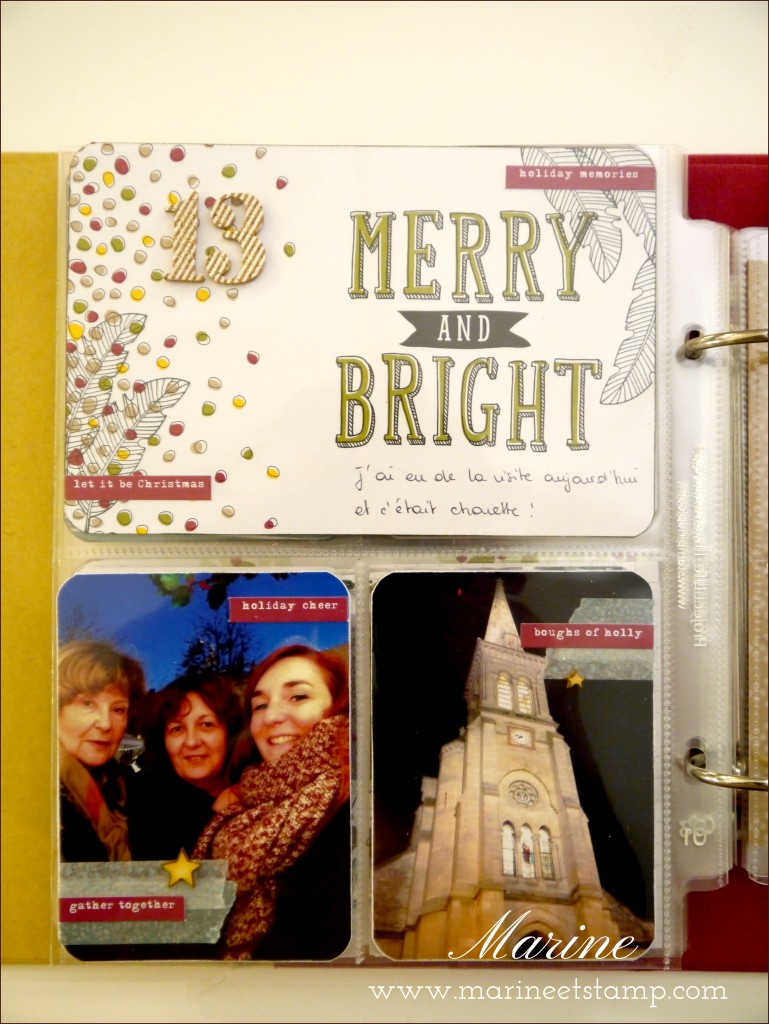 13
holiday memories
MERRY
AND
BRIGHT
let it be Christmas
J'ai eu de la visite aujourd'hui
et c'était chouette !
holiday cheer
boughs of holly
gather together
Marine
www.marineetstamp.com